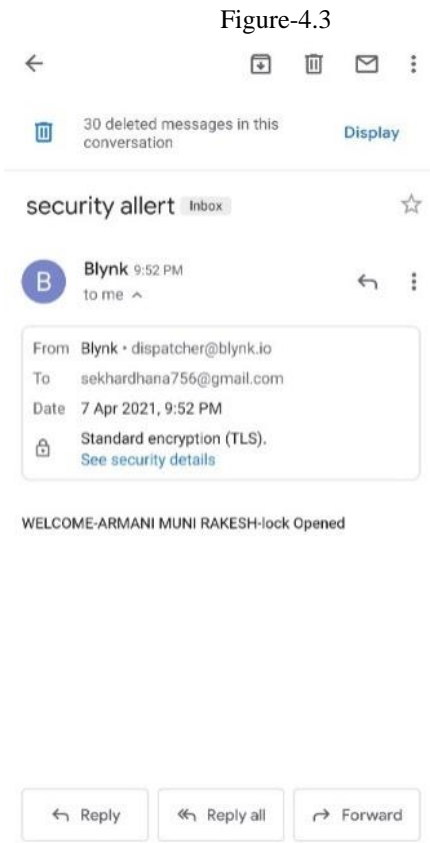 Figure-4.3
30 deleted messages in this
conversation
Display
security allert Inbox
B
Blynk 9:52 PM
to me
From Blynk • dispatcher@blynk.io
To sekhardhana756@gmail.com
Date 7 Apr 2021, 9:52 PM
Standard encryption (TLS).
See security details
WELCOME-ARMANI MUNI RAKESH-lock Opened
Reply Reply all Forward